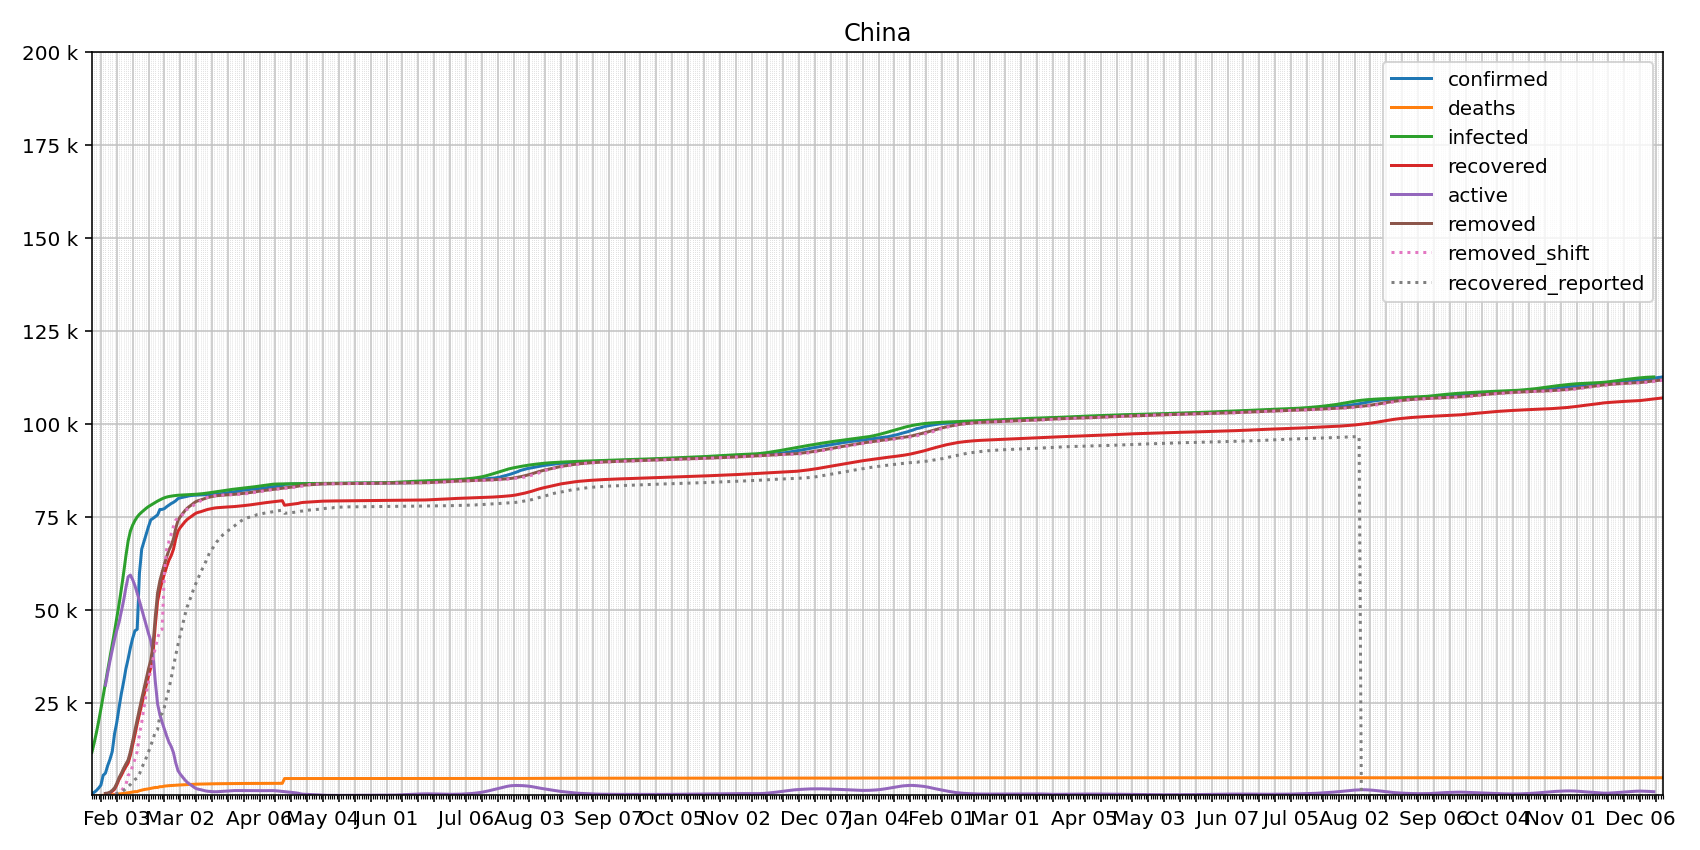 China
200 k
175 k
150 k
125 k
100 k
75 k
50 k
25 k
confirmed
deaths
infected
recovered
active
removed
removed_shift
recovered_reported
Feb 03 Mar 02 Apr 06 May 04 Jun 01 Jul 06 Aug 03 Sep 07 Oct 05 Nov 02 Dec 07 Jan 04 Feb 01 Mar 01 Apr 05 May 03 Jun 07 Jul 05 Aug 02 Sep 06 Oct 04 Nov 01 Dec 06